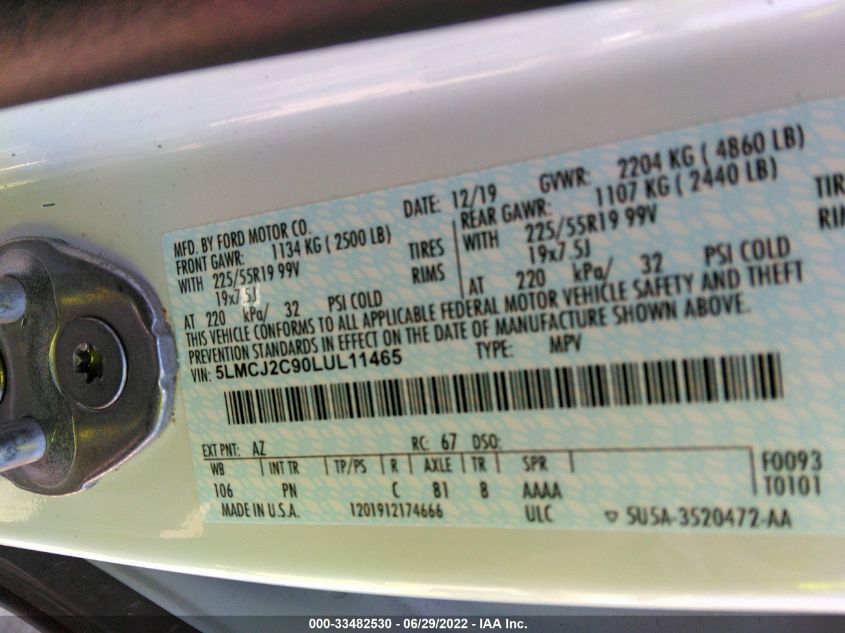 MFD. BY FORD MOTOR CO. DATE: 12/19 GVWR: 2204 KG ( 4860 LB)
FRONT GAWR: 1134 KG ( 2500 LB) REAR GAWR: 1107 KG ( 2440 LB)
WITH 225/55R19 99V TIRES WITH 225/55R19 99V
19x7.5J RIMS 19x7.5J
AT 220 kPa/ 32 PSI COLD AT 220 kPa/ 32 PSI COLD
THIS VEHICLE CONFORMS TO ALL APPLICABLE FEDERAL MOTOR VEHICLE SAFETY AND THEFT
PREVENTION STANDARDS IN EFFECT ON THE DATE OF MANUFACTURE SHOWN ABOVE.
VIN: 5LMCJ2C90LUL11465 TYPE: MPV
EXT PNT: AZ RC: 67 DSO:
WB INT TR TP/PS R AXLE TR SPR F0093
106 PN C 81 8 AAAA T0101
MADE IN U.S.A. 1201912174666 ULC 5U5A-3520472-AA
000-33482530 - 06/29/2022 - IAA Inc.